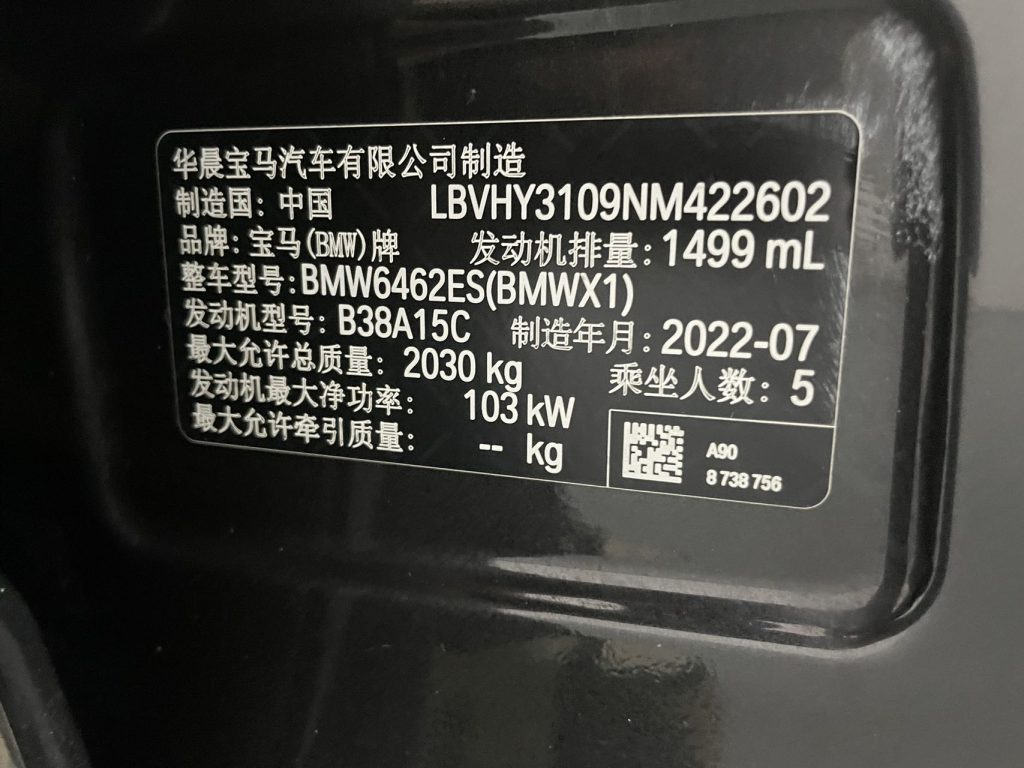 华晨宝马汽车有限公司制造
制造国：中国 LBVHY3109NM422602
品牌：宝马(BMW)牌 发动机排量：1499 mL
整车型号：BMW6462ES(BMWX1)
发动机型号：B38A15C 制造年月：2022-07
最大允许总质量：2030 kg 乘坐人数：5
发动机最大净功率：103 kW
最大允许牵引质量：-- kg
A90
8 738 756